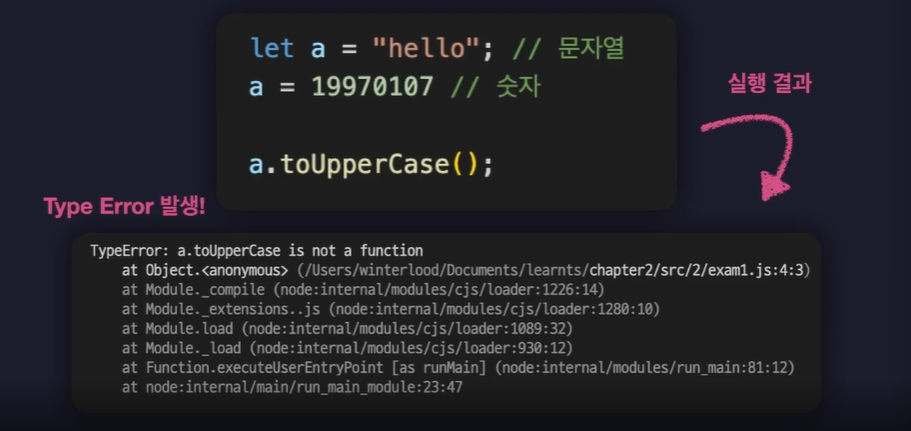 let a = "hello"; // 문자열
a = 19970107 // 숫자
a.toUpperCase();
실행 결과
Type Error 발생!
TypeError: a.toUpperCase is not a function
at Object.<anonymous> (/Users/winterlood/Documents/learnts/chapter2/src/2/exam1.js:4:3)
at Module._compile (node:internal/modules/cjs/loader:1226:14)
at Module._extensions..js (node:internal/modules/cjs/loader:1280:10)
at Module.load (node:internal/modules/cjs/loader:1089:32)
at Module._load (node:internal/modules/cjs/loader:930:12)
at Function.executeUserEntryPoint [as runMain] (node:internal/modules/run_main:81:12)
at node:internal/main/run_main_module:23:47